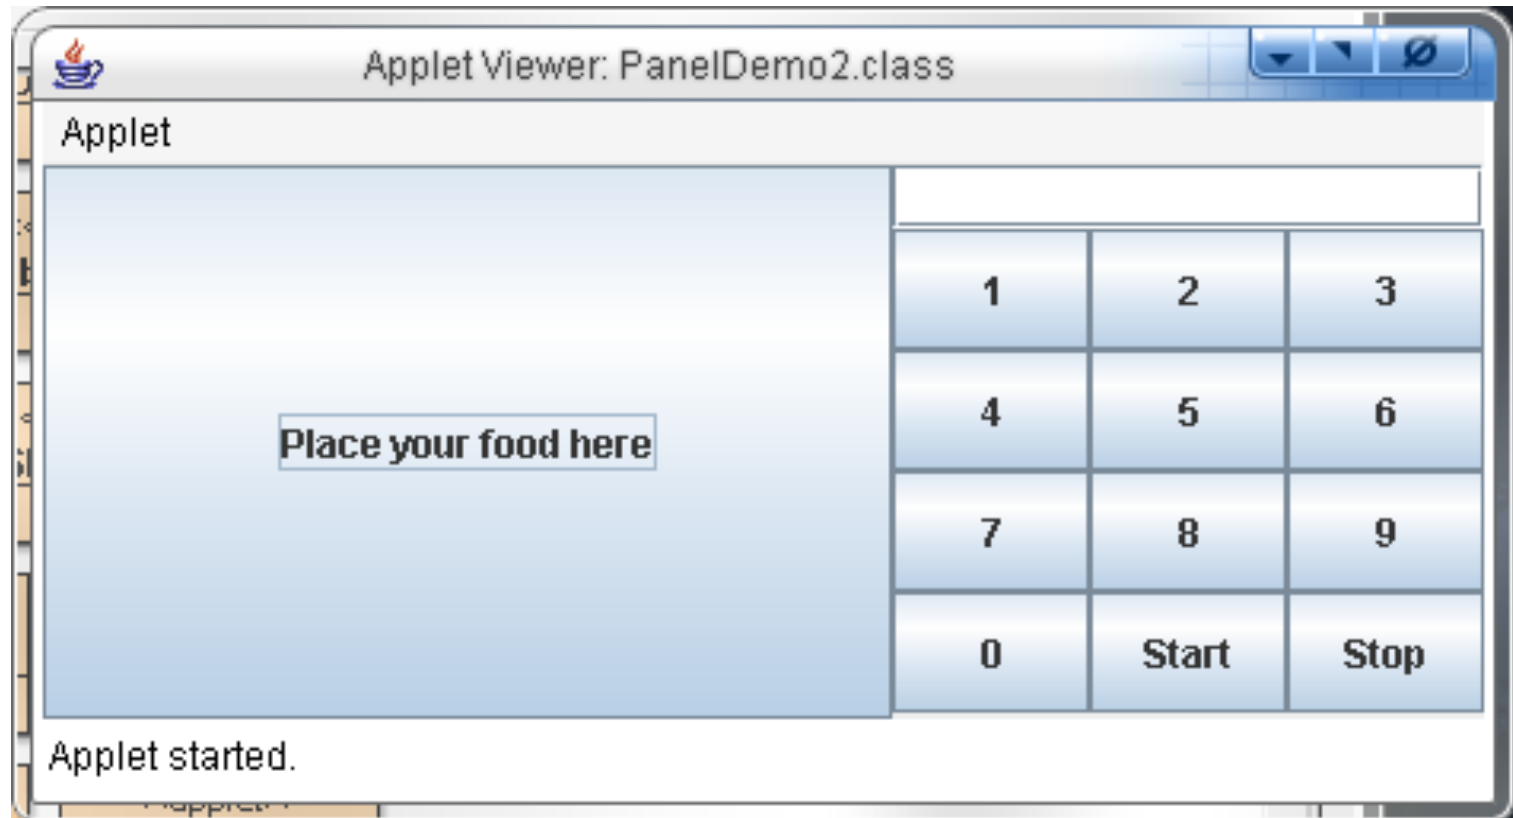 Applet Viewer: PanelDemo2.class
Applet
Place your food here
1 2 3
4 5 6
7 8 9
0 Start Stop
Applet started.